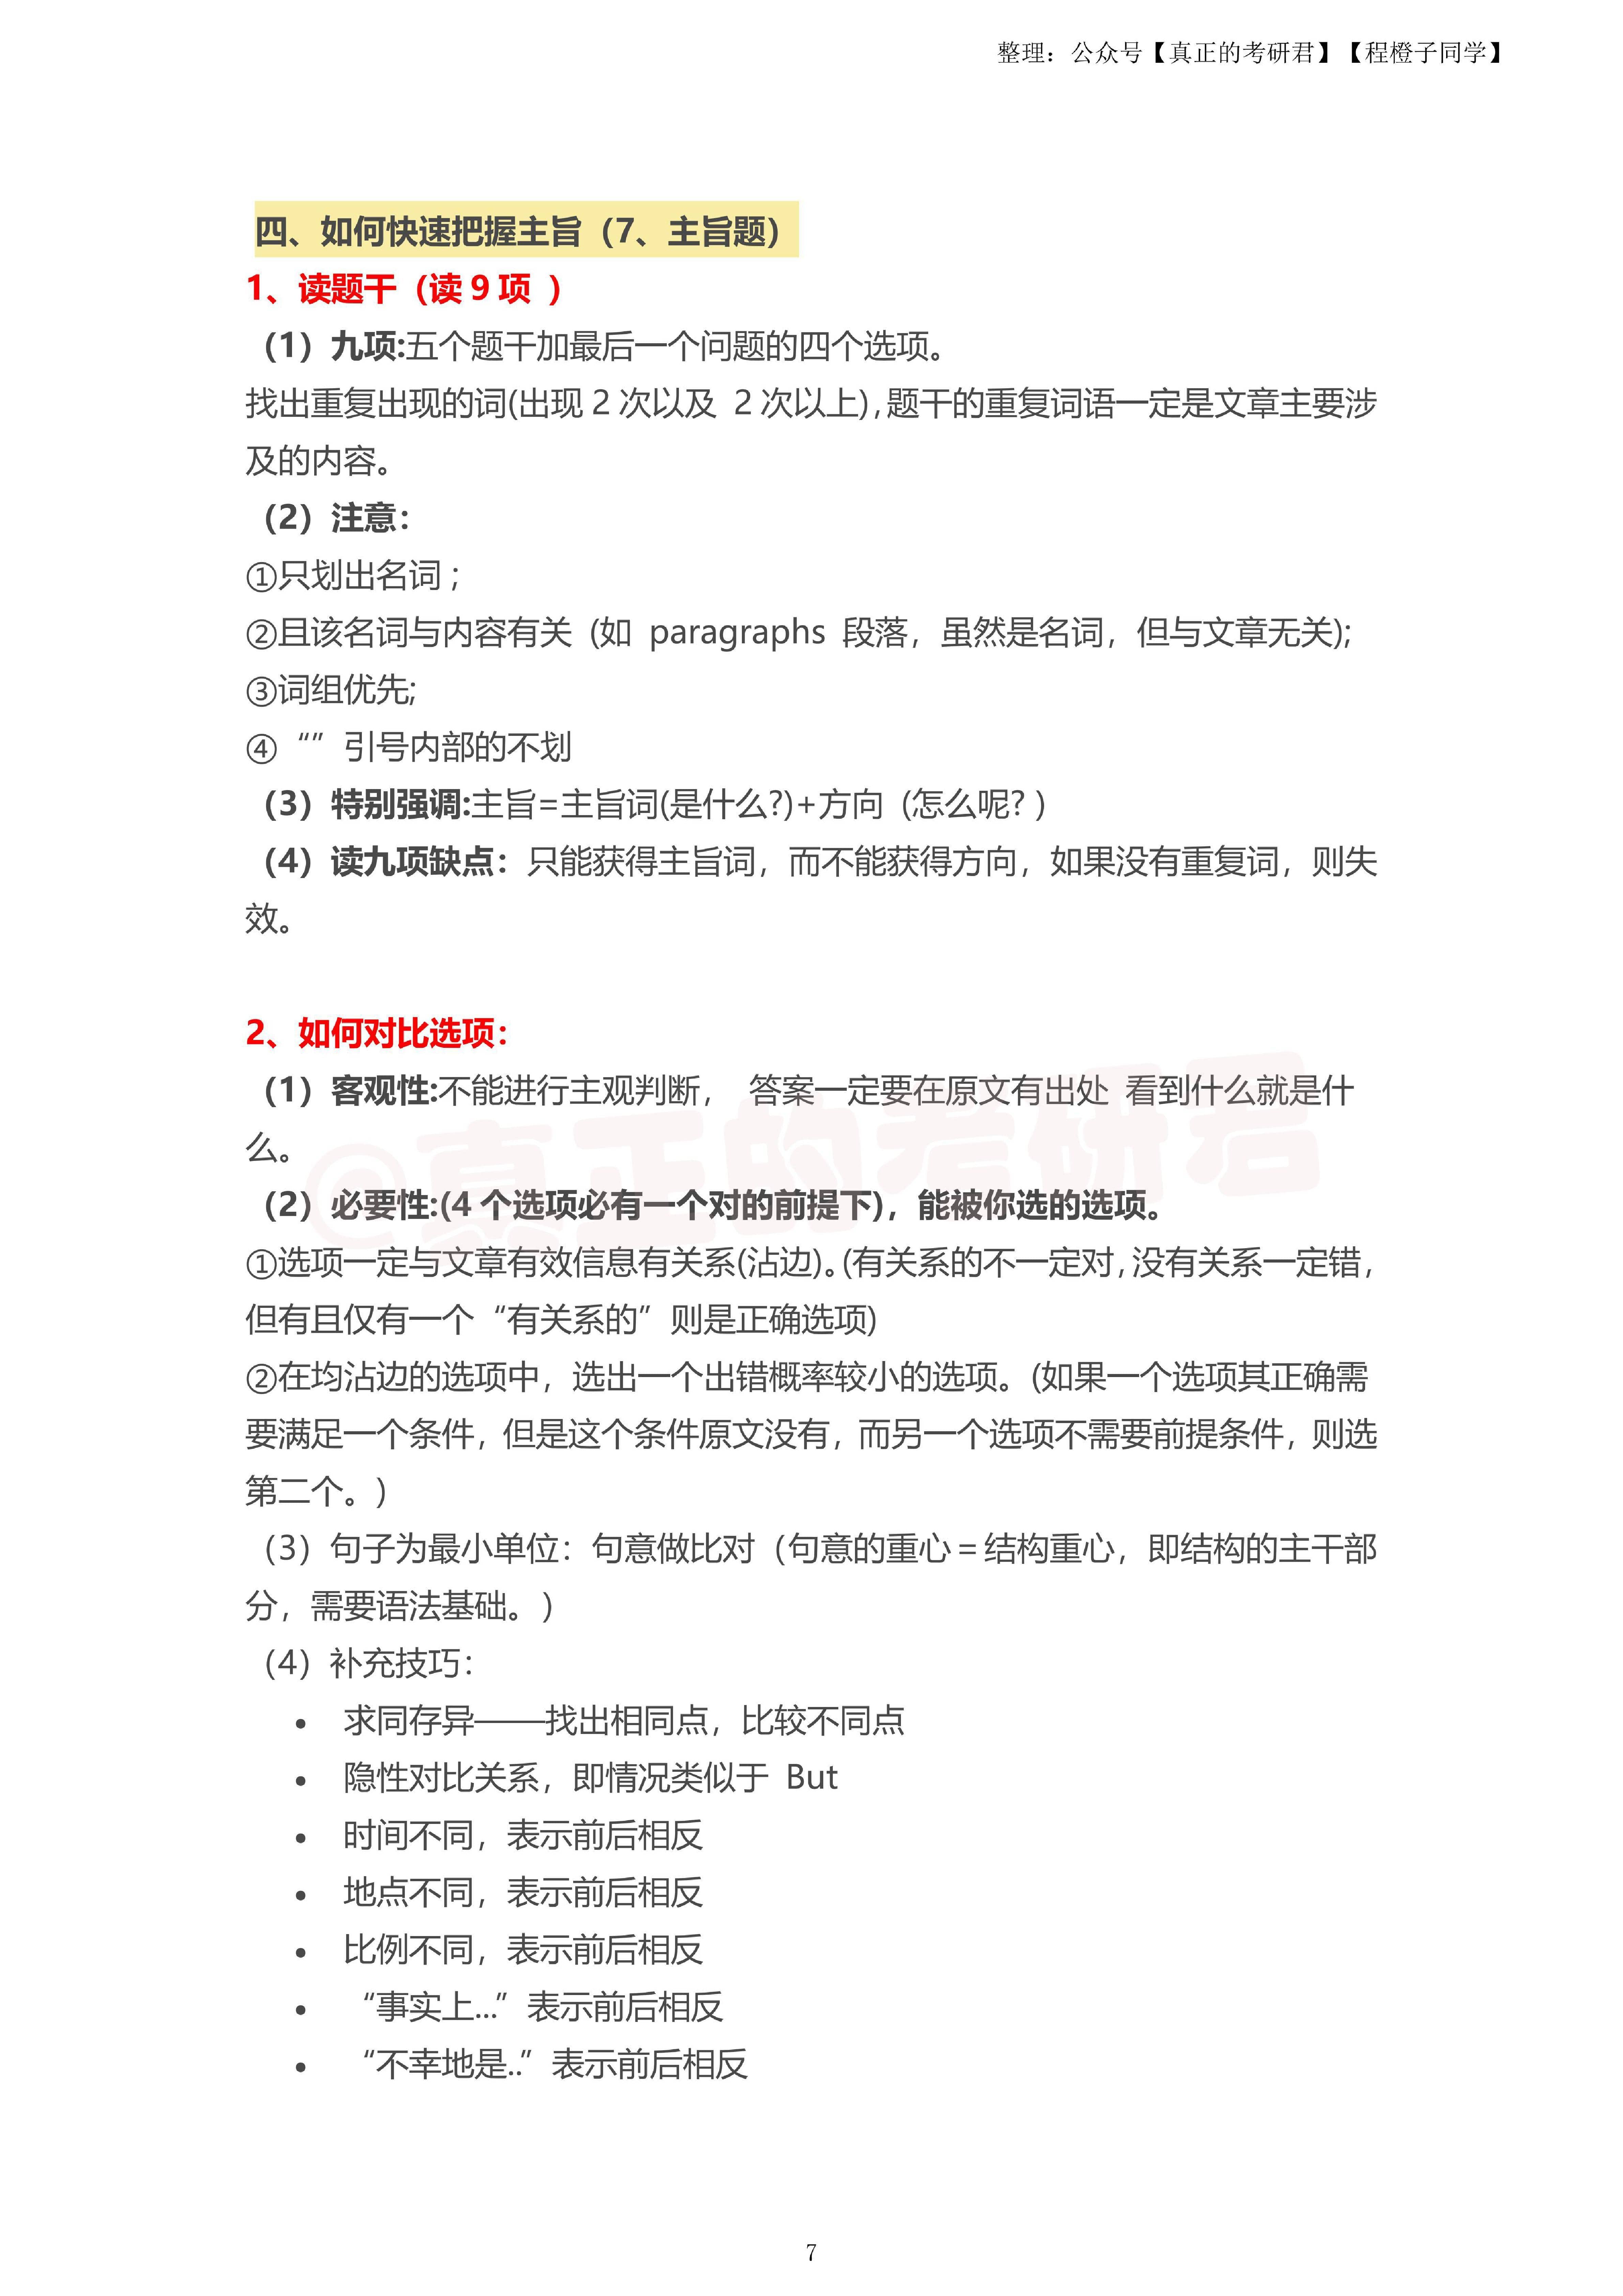 整理：公众号【真正的考研君】【程橙子同学】
四、如何快速把握主旨（7、主旨题）
1、读题干（读 9 项 ）
（1）九项:五个题干加最后一个问题的四个选项。
找出重复出现的词(出现 2 次以及 2 次以上),题干的重复词语一定是文章主要涉
及的内容。
（2）注意：
①只划出名词；
②且该名词与内容有关 (如 paragraphs 段落，虽然是名词，但与文章无关);
③词组优先;
④“”引号内部的不划
（3）特别强调:主旨=主旨词(是什么?)+方向（怎么呢?）
（4）读九项缺点：只能获得主旨词，而不能获得方向，如果没有重复词，则失
效。
2、如何对比选项：
（1）客观性:不能进行主观判断， 答案一定要在原文有出处 看到什么就是什
么。
（2）必要性:(4 个选项必有一个对的前提下)，能被你选的选项。
①选项一定与文章有效信息有关系(沾边)。(有关系的不一定对,没有关系一定错,
但有且仅有一个“有关系的”则是正确选项)
②在均沾边的选项中，选出一个出错概率较小的选项。(如果一个选项其正确需
要满足一个条件，但是这个条件原文没有，而另一个选项不需要前提条件，则选
第二个。）
（3）句子为最小单位：句意做比对（句意的重心＝结构重心，即结构的主干部
分，需要语法基础。）
（4）补充技巧：
• 求同存异——找出相同点，比较不同点
• 隐性对比关系，即情况类似于 But
• 时间不同，表示前后相反
• 地点不同，表示前后相反
• 比例不同，表示前后相反
• “事实上...”表示前后相反
• “不幸地是..”表示前后相反
@真正的考研君
7